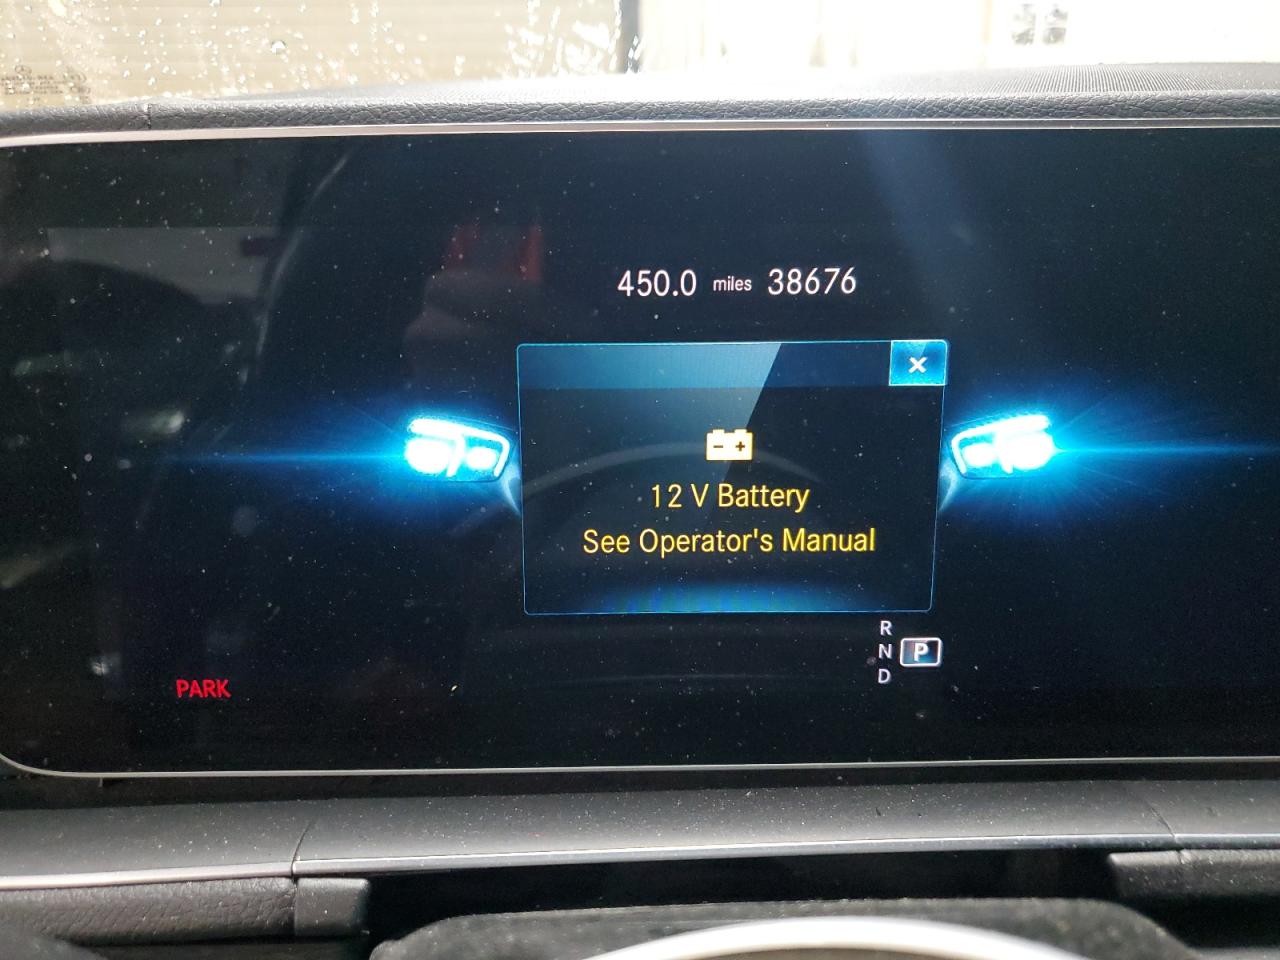 450.0 miles 38676
×
12 V Battery
See Operator's Manual
R
N P
D
PARK